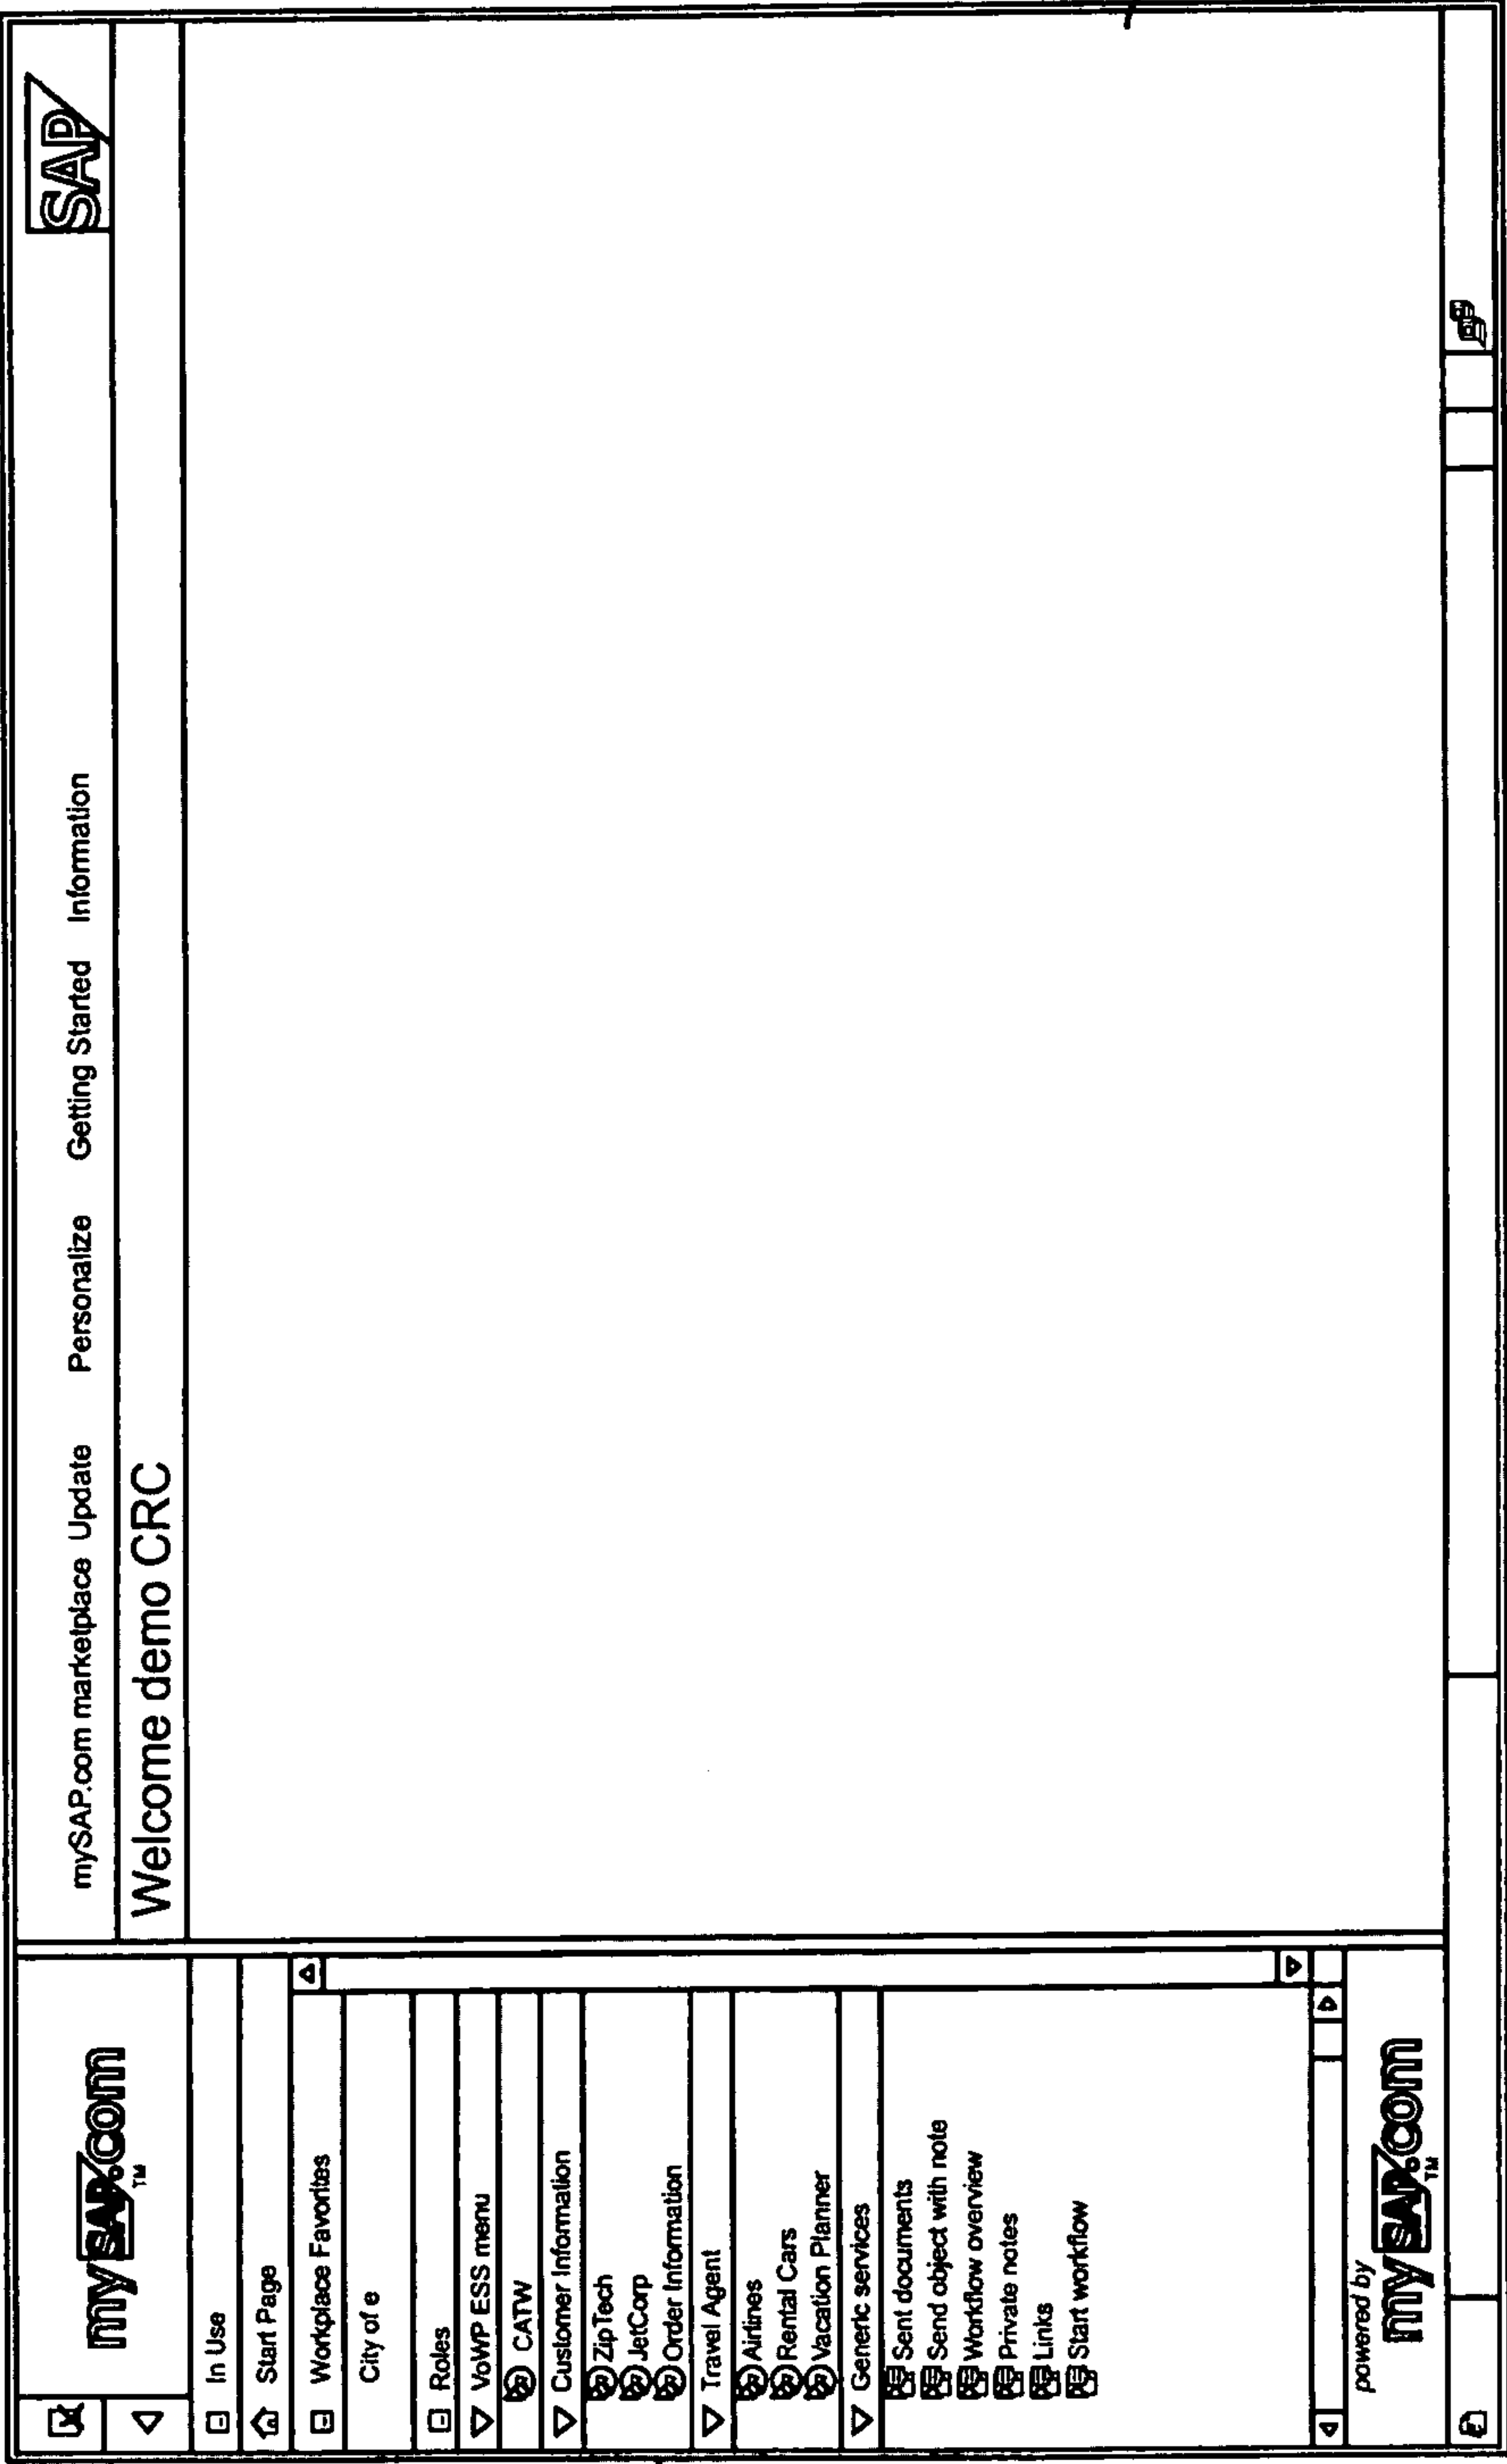 mySAP.com™
mySAP.com marketplace Update Personalize Getting Started Information
SAP
Welcome demo CRC
In Use
Start Page
Workplace Favorites
City of e
Roles
VoWP ESS menu
CATW
Customer Information
ZipTech
JetCorp
Order Information
Travel Agent
Airlines
Rental Cars
Vacation Planner
Generic services
Sent documents
Send object with note
Workflow overview
Private notes
Links
Start workflow
powered by
mySAP.com™